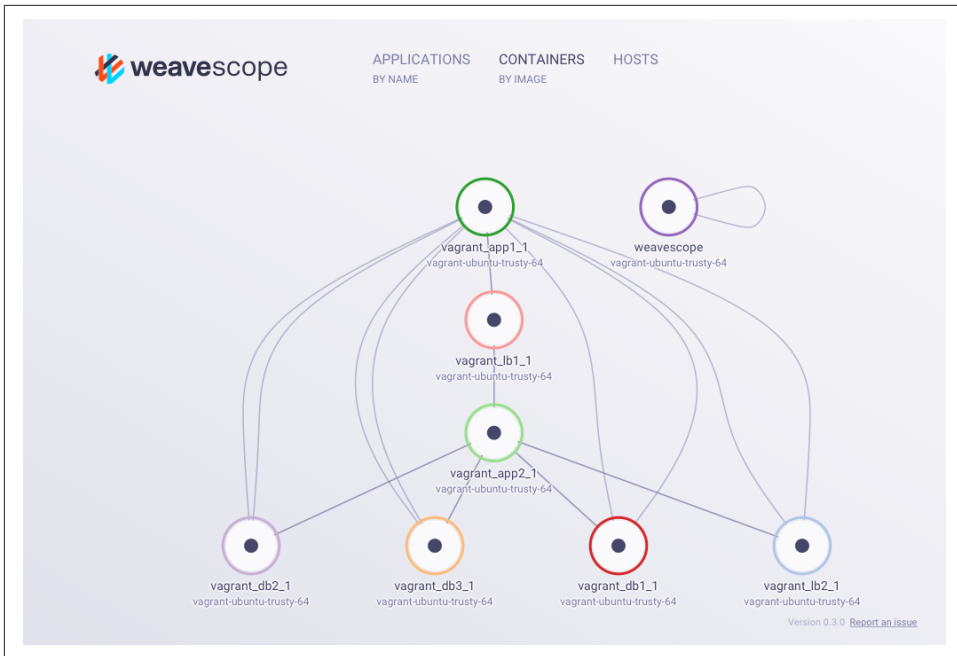 weavescope
APPLICATIONS CONTAINERS HOSTS
BY NAME BY IMAGE
vagrant_app1_1
vagrant-ubuntu-trusty-64
weavescope
vagrant-ubuntu-trusty-64
vagrant_lb1_1
vagrant-ubuntu-trusty-64
vagrant_app2_1
vagrant-ubuntu-trusty-64
vagrant_db2_1
vagrant-ubuntu-trusty-64
vagrant_db3_1
vagrant-ubuntu-trusty-64
vagrant_db1_1
vagrant-ubuntu-trusty-64
vagrant_lb2_1
vagrant-ubuntu-trusty-64
Version 0.3.0 Report an issue